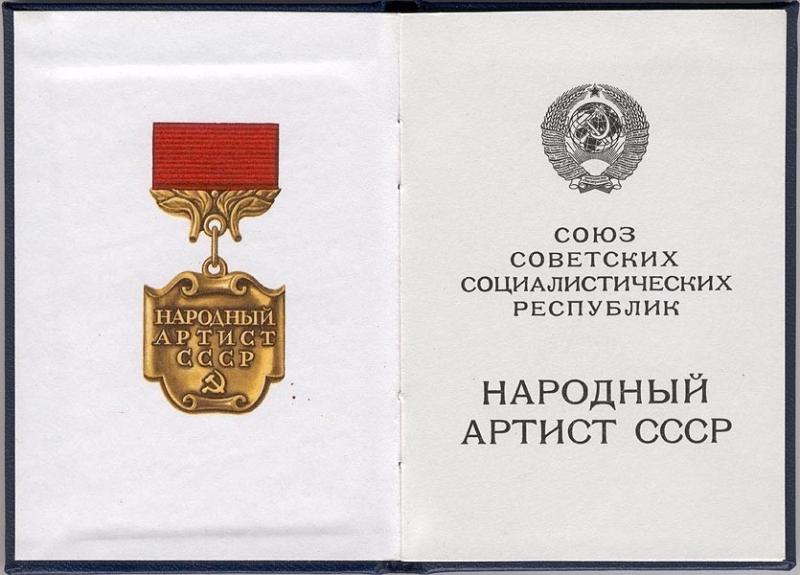 НАРОДНЫЙ
АРТИСТ
СССР
СОЮЗ
СОВЕТСКИХ
СОЦИАЛИСТИЧЕСКИХ
РЕСПУБЛИК
НАРОДНЫЙ
АРТИСТ СССР